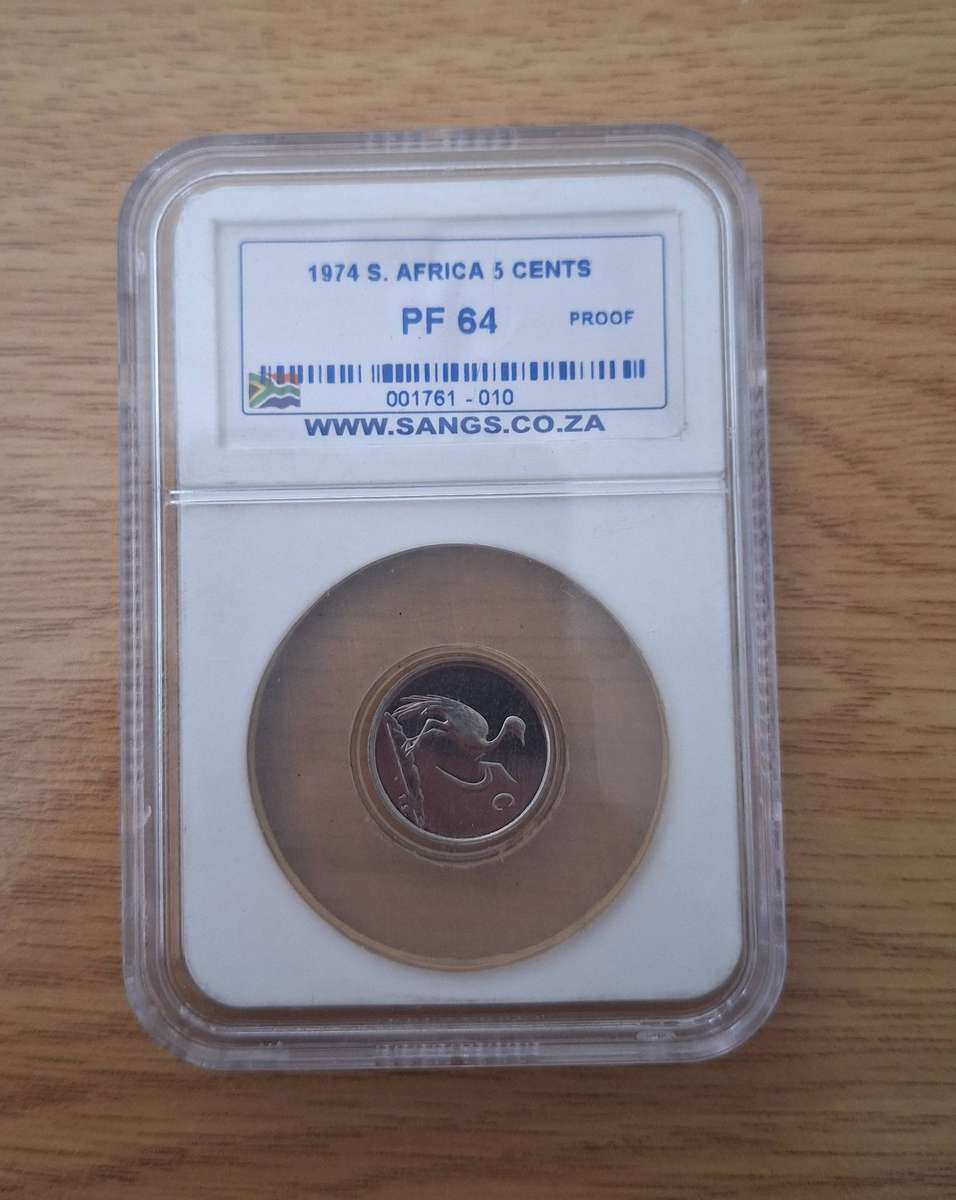 1974 S. AFRICA 5 CENTS
PF 64 PROOF
001761 - 010
WWW.SANGS.CO.ZA
5 C